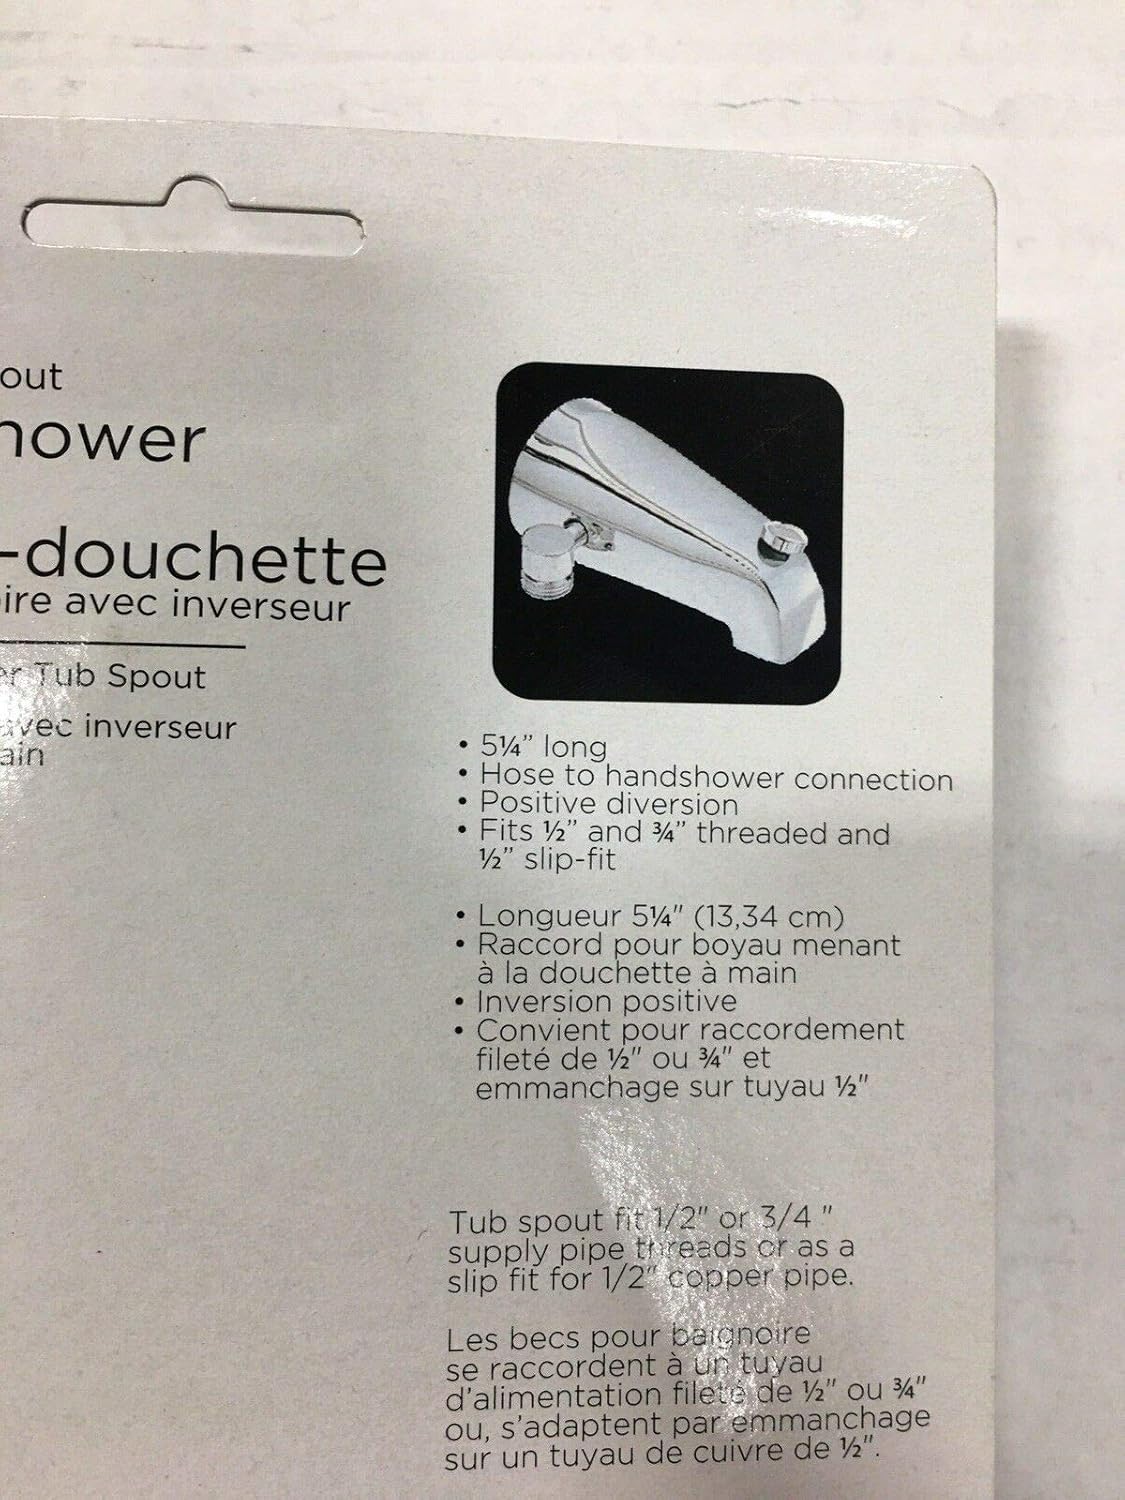 out
hower
-douchette
oire avec inverseur
er Tub Spout
avec inverseur
ain
• 5¼” long
• Hose to handshower connection
• Positive diversion
• Fits ½” and ¾” threaded and
½” slip-fit
• Longueur 5¼" (13,34 cm)
• Raccord pour boyau menant
à la douchette à main
• Inversion positive
• Convient pour raccordement
fileté de ½" ou ¾" et
emmanchage sur tuyau ½"
Tub spout fit 1/2" or 3/4 "
supply pipe threads or as a
slip fit for 1/2" copper pipe.
Les becs pour baignoire
se raccordent à un tuyau
d'alimentation fileté de ½" ou ¾"
ou, s'adaptent par emmanchage
sur un tuyau de cuivre de ½".